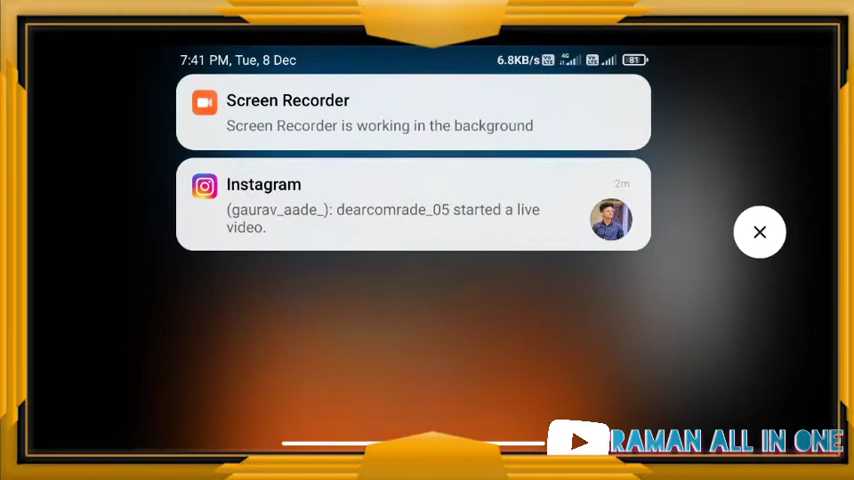 7:41 PM, Tue, 8 Dec 6.8KB/s 4G 81
Screen Recorder
Screen Recorder is working in the background
Instagram 2m
(gaurav_aade_): dearcomrade_05 started a live
video.
RAMAN ALL IN ONE